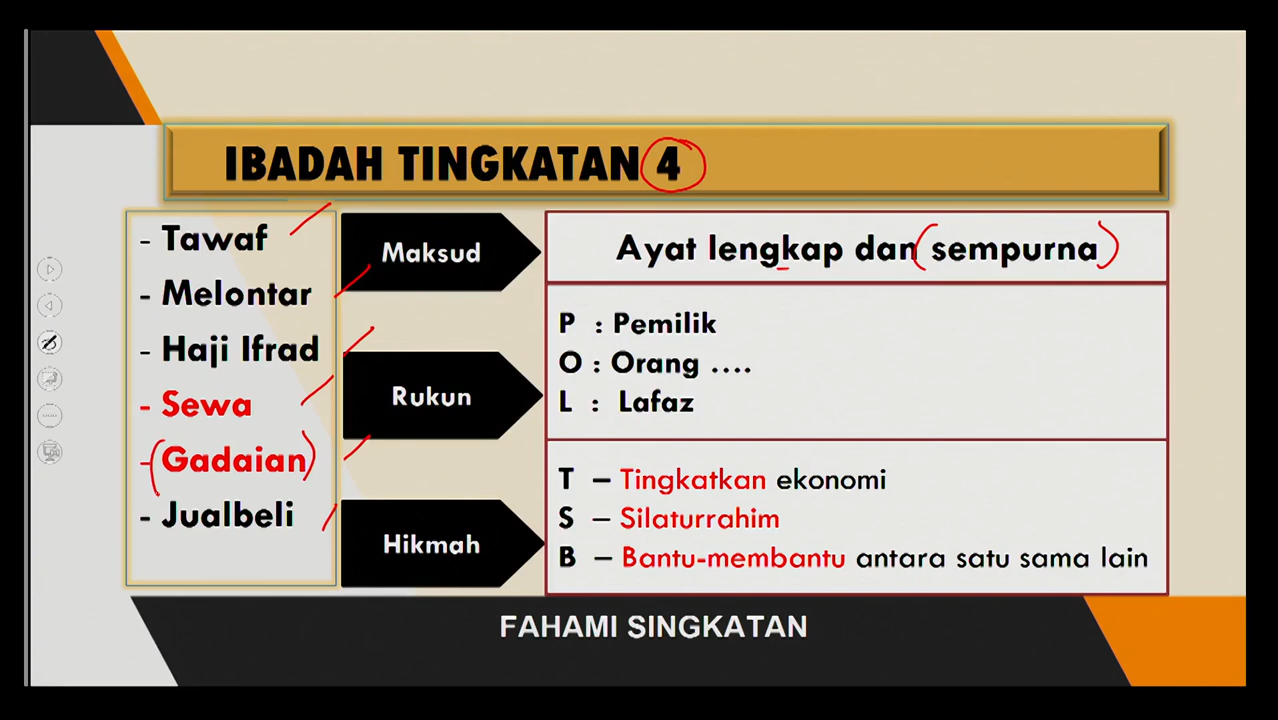 IBADAH TINGKATAN 4
- Tawaf
- Melontar
- Haji Ifrad
- Sewa
- Gadaian
- Jualbeli
Maksud
Ayat lengkap dan sempurna
Rukun
P : Pemilik
O : Orang ....
L : Lafaz
Hikmah
T – Tingkatkan ekonomi
S – Silaturrahim
B – Bantu-membantu antara satu sama lain
FAHAMI SINGKATAN